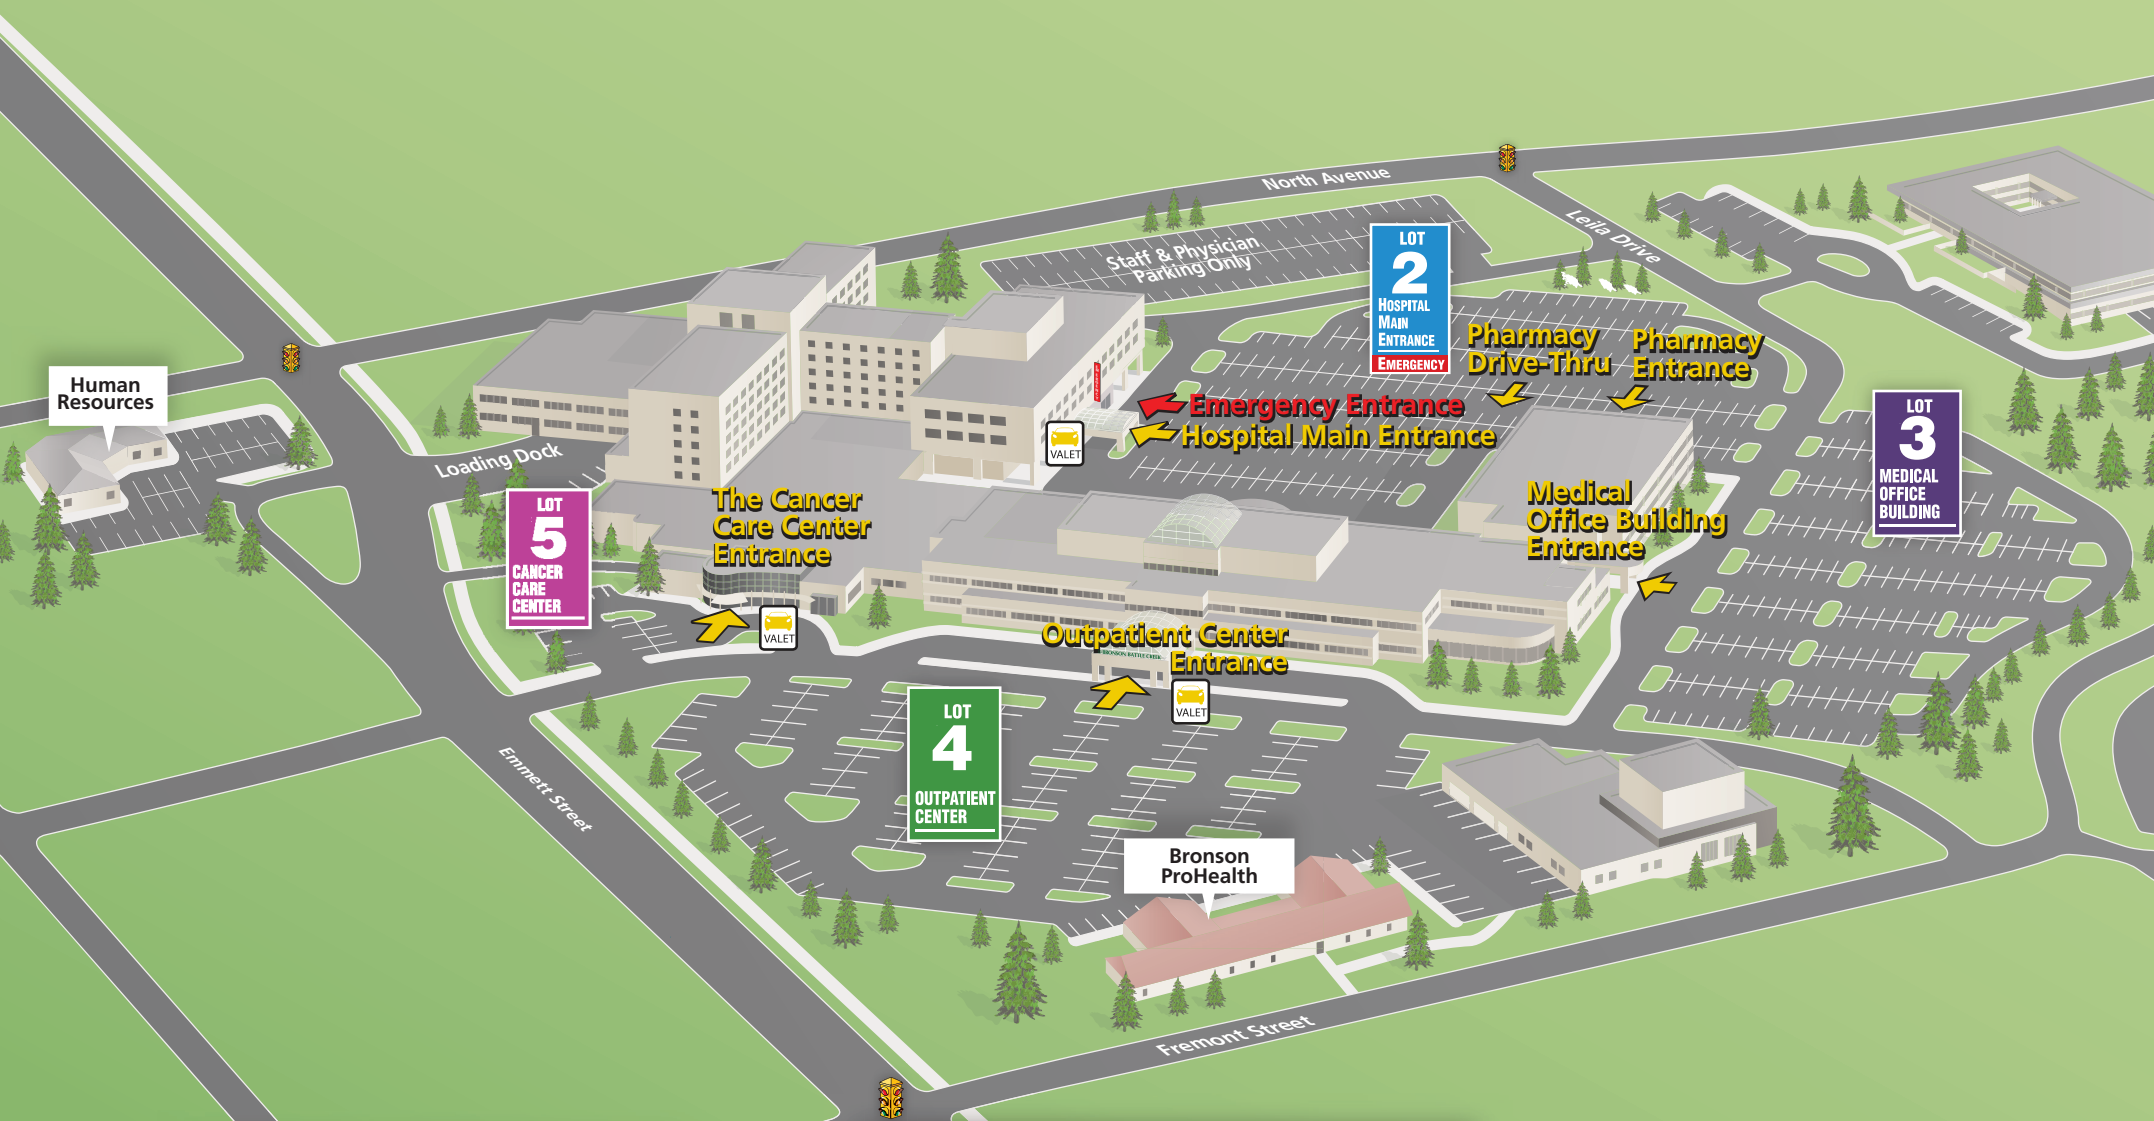 North Avenue
Leila Drive
Staff & Physician
Parking Only
LOT
2
HOSPITAL
MAIN
ENTRANCE
EMERGENCY
Pharmacy
Drive-Thru
Pharmacy
Entrance
Human
Resources
Emergency Entrance
Hospital Main Entrance
VALET
LOT
3
MEDICAL
OFFICE
BUILDING
Loading Dock
LOT
5
CANCER
CARE
CENTER
The Cancer
Care Center
Entrance
VALET
Medical
Office Building
Entrance
Outpatient Center
Entrance
BRONSON BATTLE CREEK
VALET
LOT
4
OUTPATIENT
CENTER
Emmett Street
Bronson
ProHealth
Fremont Street